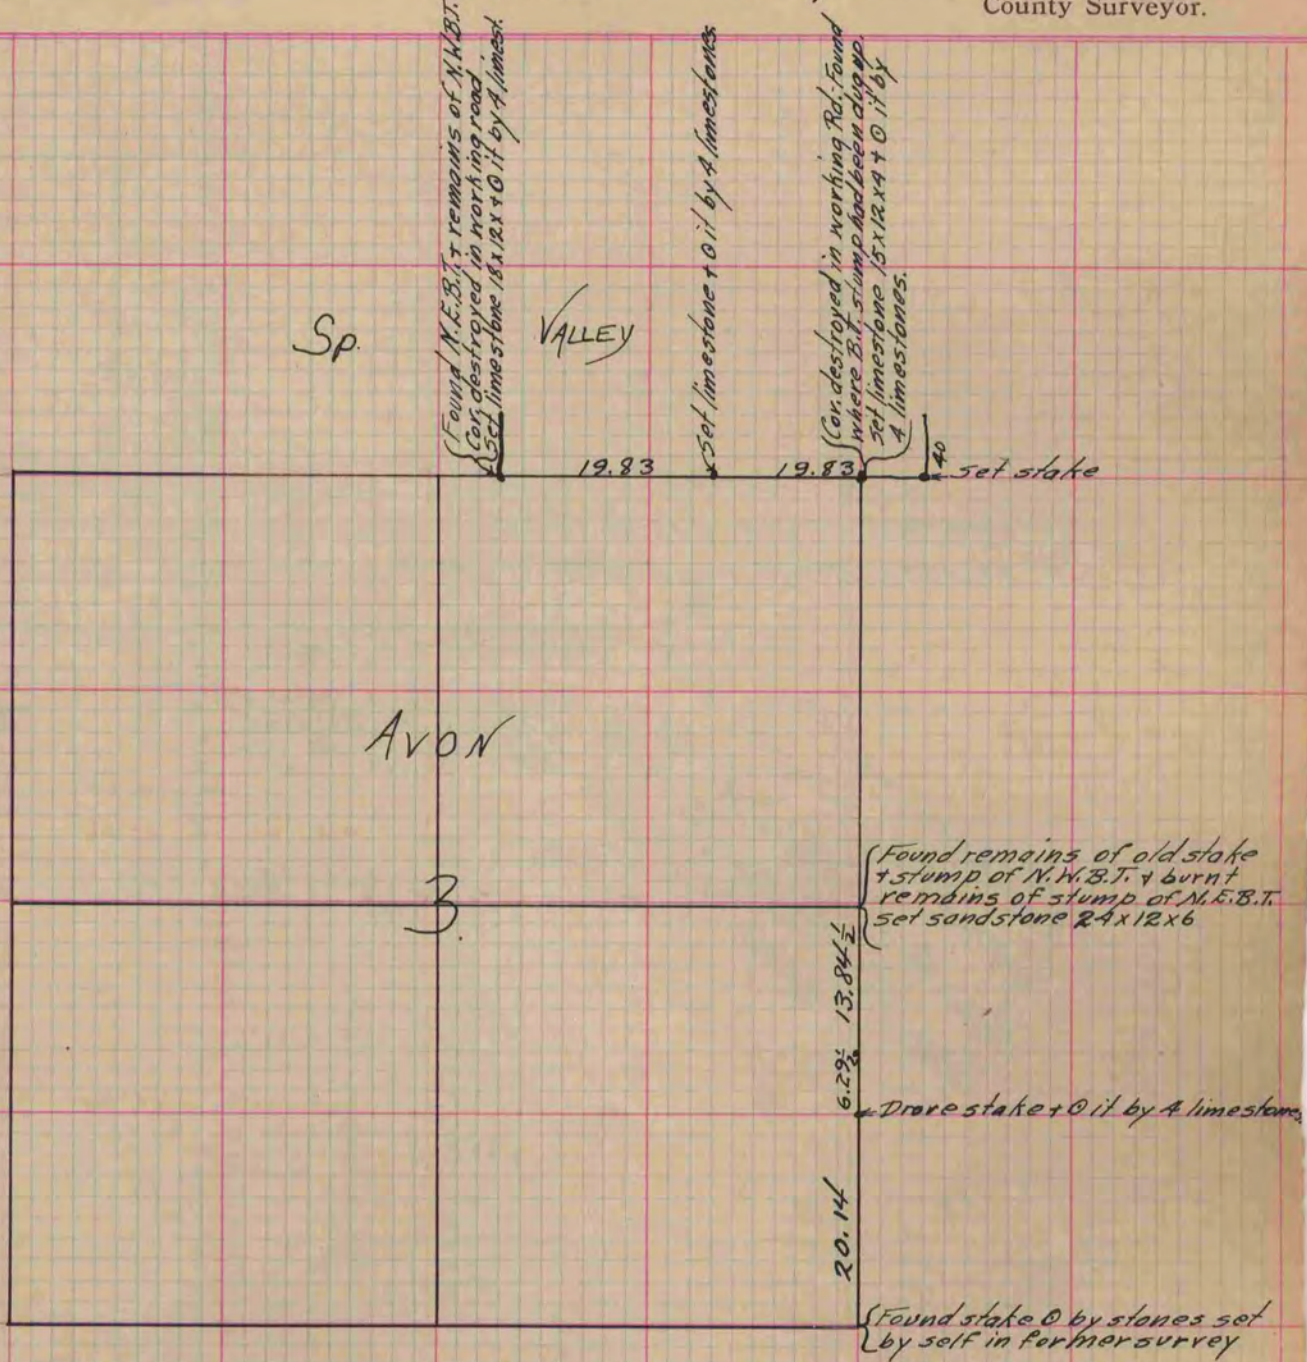 County Surveyor.
Found N.E.B.T. + remains of N.W.B.T.
Cor. destroyed in working road
Set limestone 18x12x + ⊙ it by 4 limest.
Set limestone + ⊙ it by 4 limestones
Cor. destroyed in working Rd. Found
where B.T. stump had been dug up.
Set limestone 15x12x4 + ⊙ it by
4 limestones.
Sp. VALLEY
19.83 19.83 40 set stake
AVON
Found remains of old stake
+ stump of N.W.B.T. + burnt
remains of stump of N.E.B.T.
set sandstone 24x12x6
3.
13.84½
6.29½
Drove stake + ⊙ it by 4 limestones
20.14
Found stake ⊙ by stones set
by self in former survey